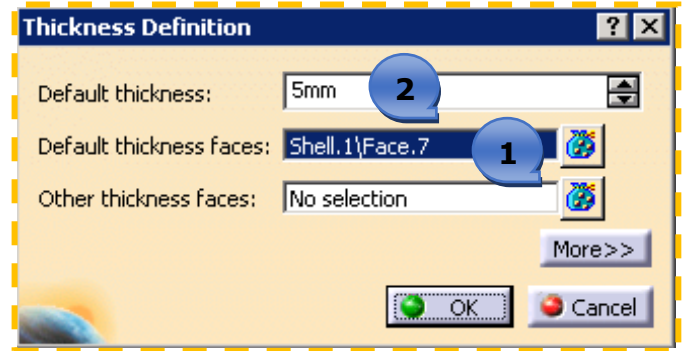 Thickness Definition ? X
Default thickness: 5mm 2
Default thickness faces: Shell.1\Face.7 1
Other thickness faces: No selection
More>>
OK Cancel